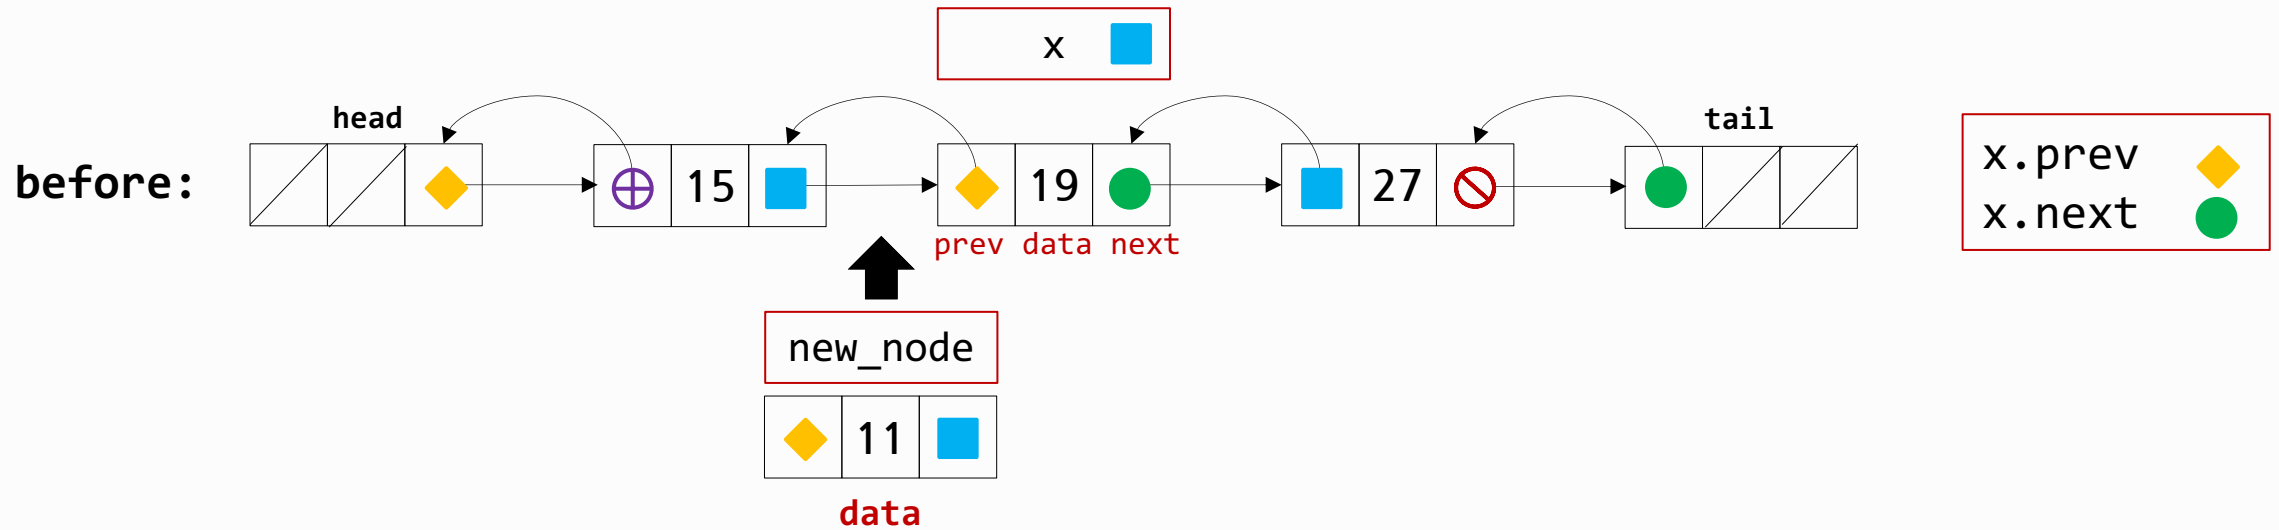 x
head
tail
before:
15
19
27
prev data next
x.prev
x.next
new_node
11
data